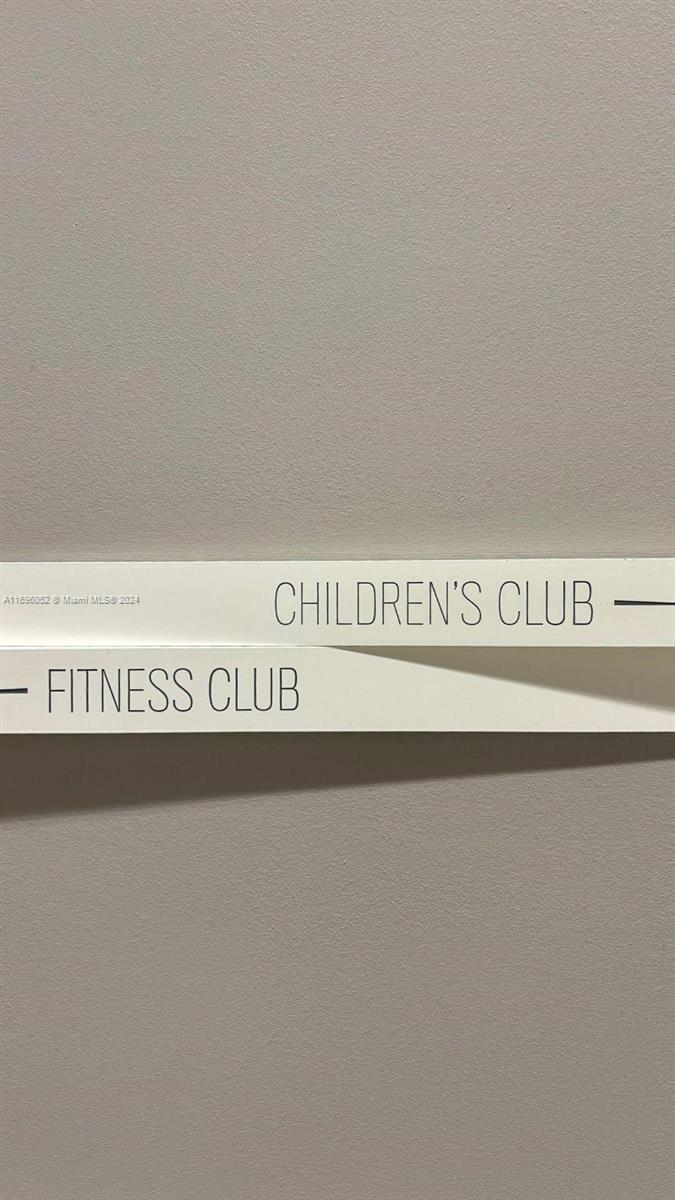 A11696052 © Miami MLS® 2024
CHILDREN'S CLUB
FITNESS CLUB